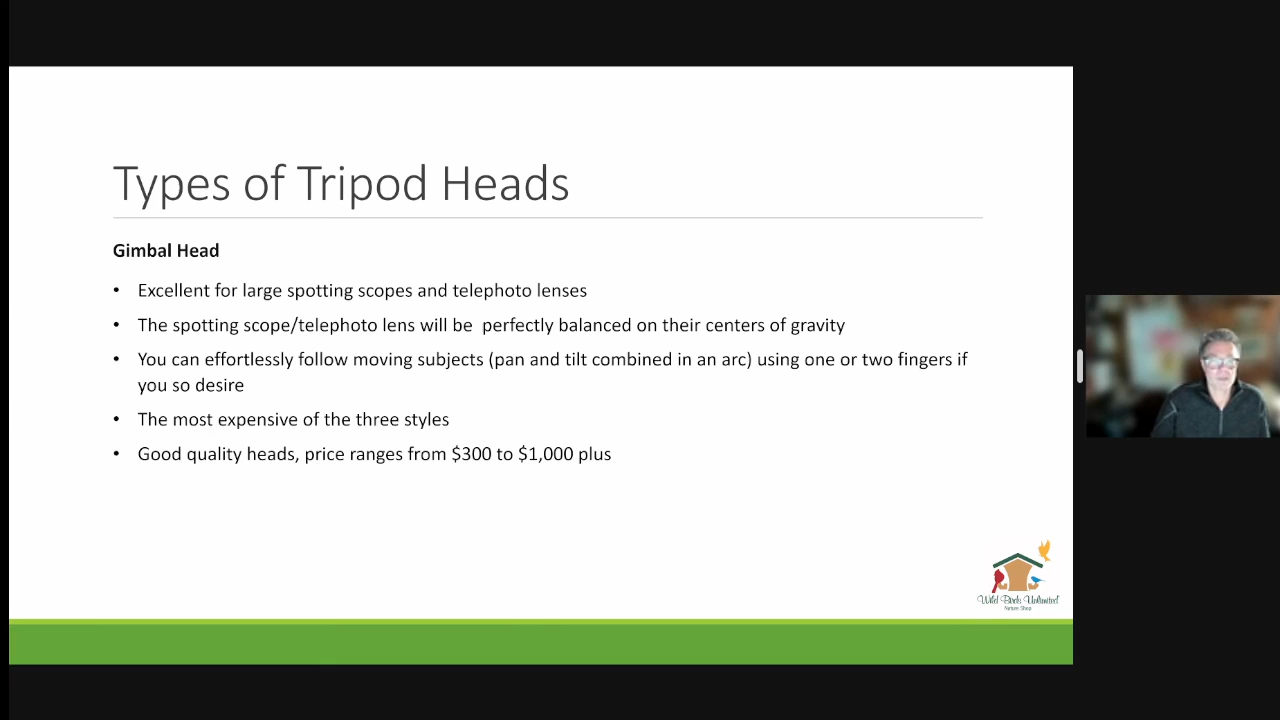 Types of Tripod Heads
Gimbal Head
• Excellent for large spotting scopes and telephoto lenses
• The spotting scope/telephoto lens will be  perfectly balanced on their centers of gravity
• You can effortlessly follow moving subjects (pan and tilt combined in an arc) using one or two fingers if
you so desire
• The most expensive of the three styles
• Good quality heads, price ranges from $300 to $1,000 plus
Wild Birds Unlimited
Nature Shop